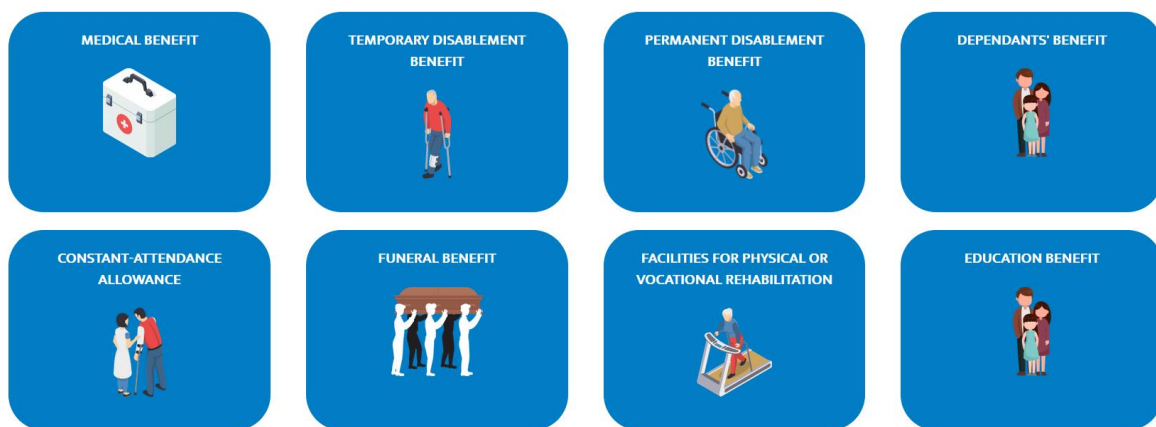 MEDICAL BENEFIT
TEMPORARY DISABLEMENT
BENEFIT
PERMANENT DISABLEMENT
BENEFIT
DEPENDANTS' BENEFIT
CONSTANT-ATTENDANCE
ALLOWANCE
FUNERAL BENEFIT
FACILITIES FOR PHYSICAL OR
VOCATIONAL REHABILITATION
EDUCATION BENEFIT